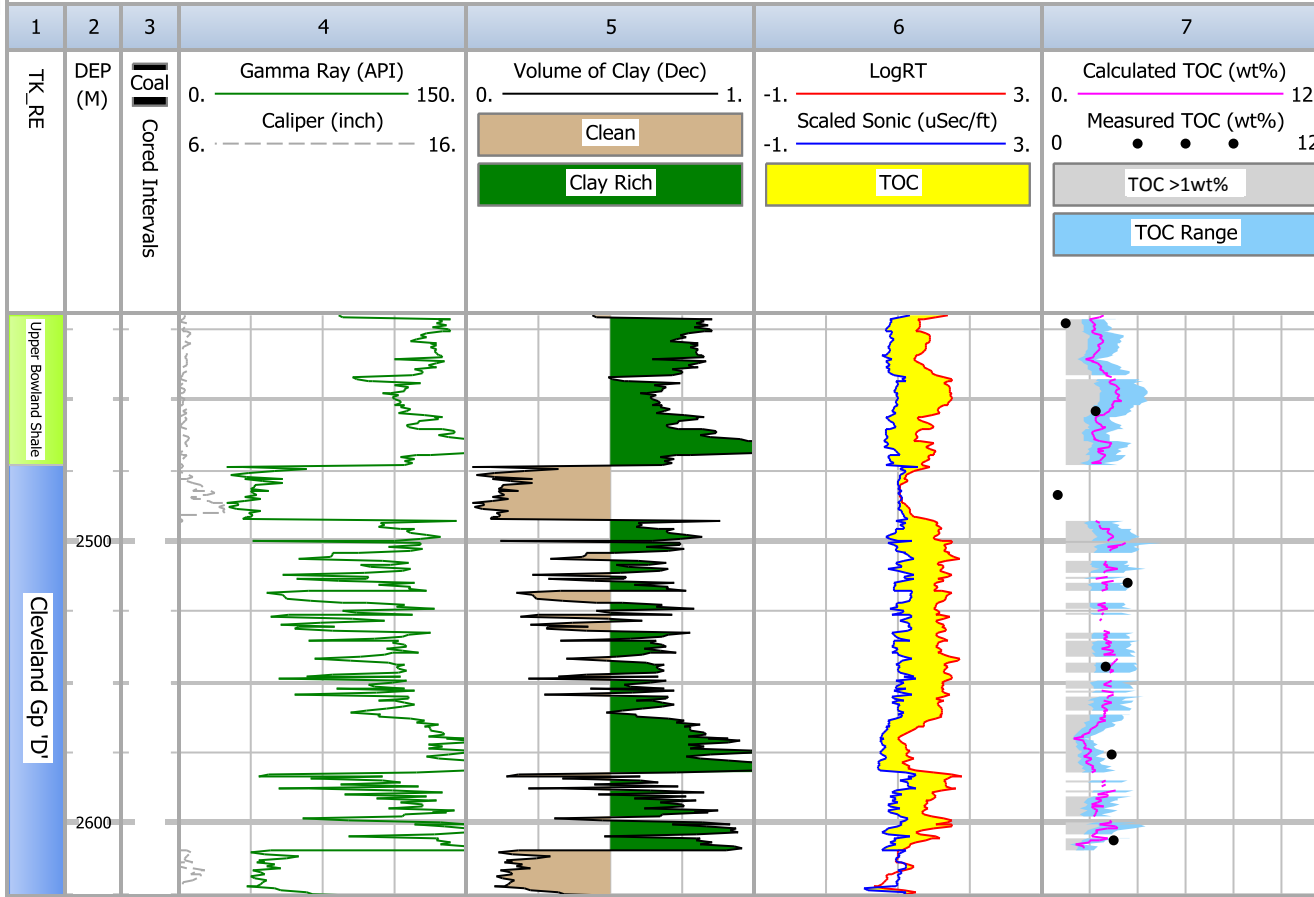 1 2 3 4 5 6 7
TK_RE
DEP
(M)
Coal
Cored Intervals
Gamma Ray (API)
0. 150.
Caliper (inch)
6. 16.
Volume of Clay (Dec)
0. 1.
Clean
Clay Rich
LogRT
-1. 3.
Scaled Sonic (uSec/ft)
-1. 3.
TOC
Calculated TOC (wt%)
0. 12
Measured TOC (wt%)
0 12
TOC >1wt%
TOC Range
Upper Bowland Shale
Cleveland Gp 'D'
2500
2600